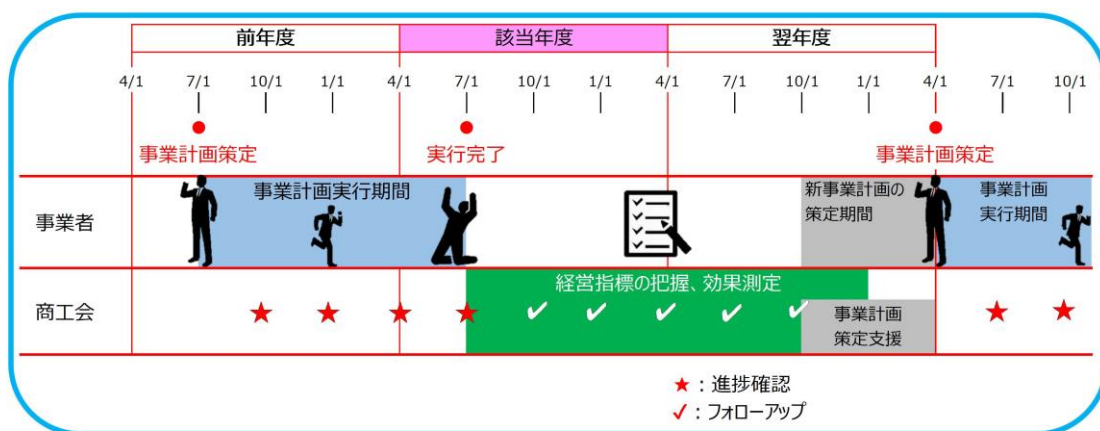 前年度 該当年度 翌年度
4/1 7/1 10/1 1/1 4/1 7/1 10/1 1/1 4/1 7/1 10/1 1/1 4/1 7/1 10/1
事業計画策定 実行完了 事業計画策定
事業者
事業計画実行期間
新事業計画の
策定期間
事業計画
実行期間
商工会
経営指標の把握、効果測定
事業計画
策定支援
★：進捗確認
✓：フォローアップ